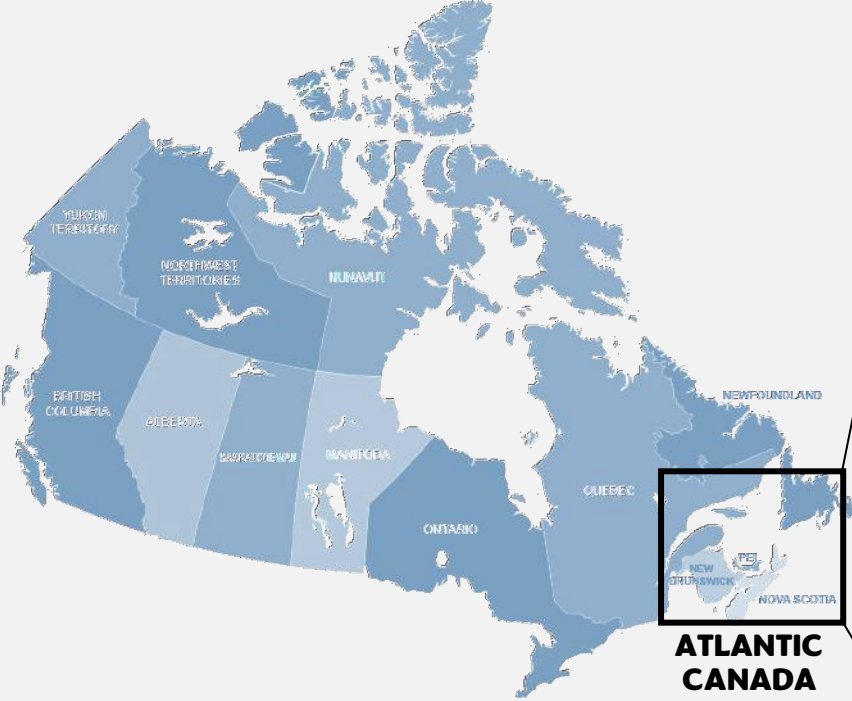 YUKON
TERRITORY
NORTHWEST
TERRITORIES
NUNAVUT
BRITISH
COLUMBIA
ALBERTA
SASKATCHEWAN
MANITOBA
ONTARIO
QUEBEC
NEWFOUNDLAND
PEI
NEW
BRUNSWICK
NOVA SCOTIA
ATLANTIC
CANADA